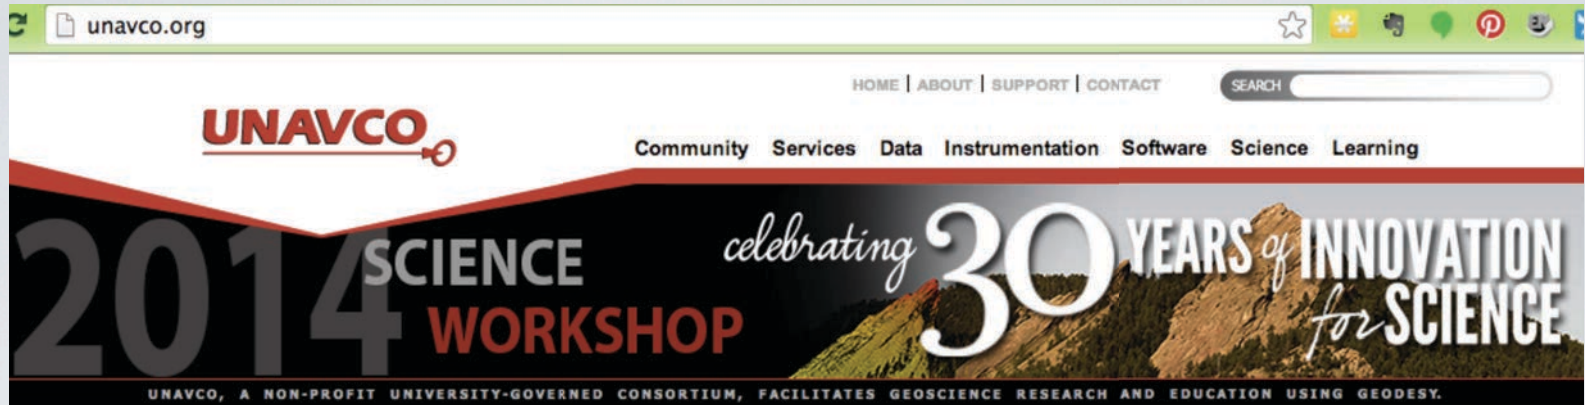 unavco.org
HOME | ABOUT | SUPPORT | CONTACT
SEARCH
UNAVCO
Community Services Data Instrumentation Software Science Learning
2014 SCIENCE WORKSHOP
celebrating 30 YEARS of INNOVATION
for SCIENCE
UNAVCO, A NON-PROFIT UNIVERSITY-GOVERNED CONSORTIUM, FACILITATES GEOSCIENCE RESEARCH AND EDUCATION USING GEODESY.